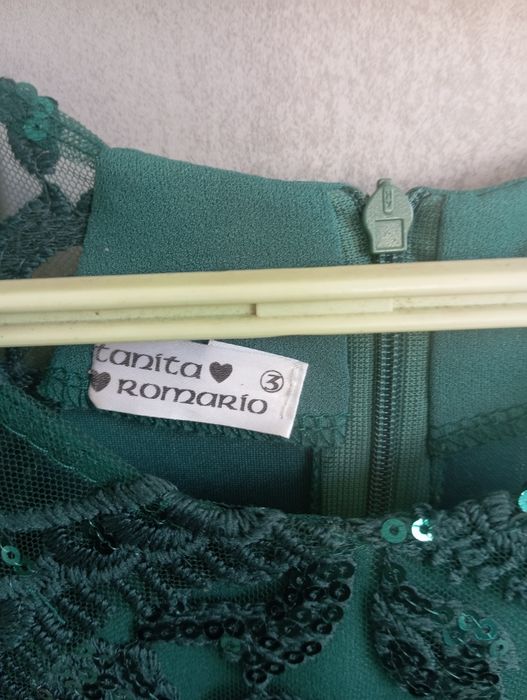 tanita ♥
③
♥ Romario